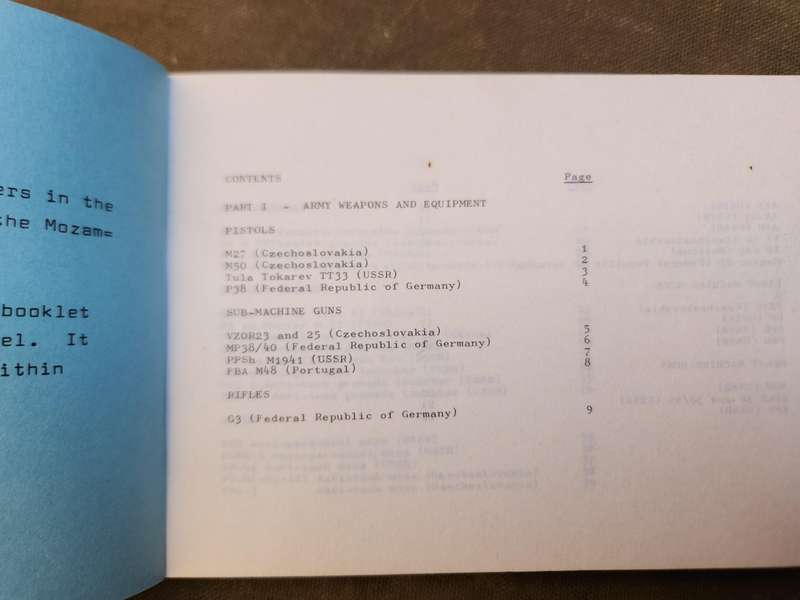 ers in the
the Mozam=
booklet
el. It
ithin
CONTENTS Page
PART I - ARMY WEAPONS AND EQUIPMENT
PISTOLS
M27 (Czechoslovakia) 1
M50 (Czechoslovakia) 2
Tula Tokarev TT33 (USSR) 3
P38 (Federal Republic of Germany) 4
SUB-MACHINE GUNS
VZOR23 and 25 (Czechoslovakia) 5
MP38/40 (Federal Republic of Germany) 6
PPSh M1941 (USSR) 7
FBA M48 (Portugal) 8
RIFLES
G3 (Federal Republic of Germany) 9